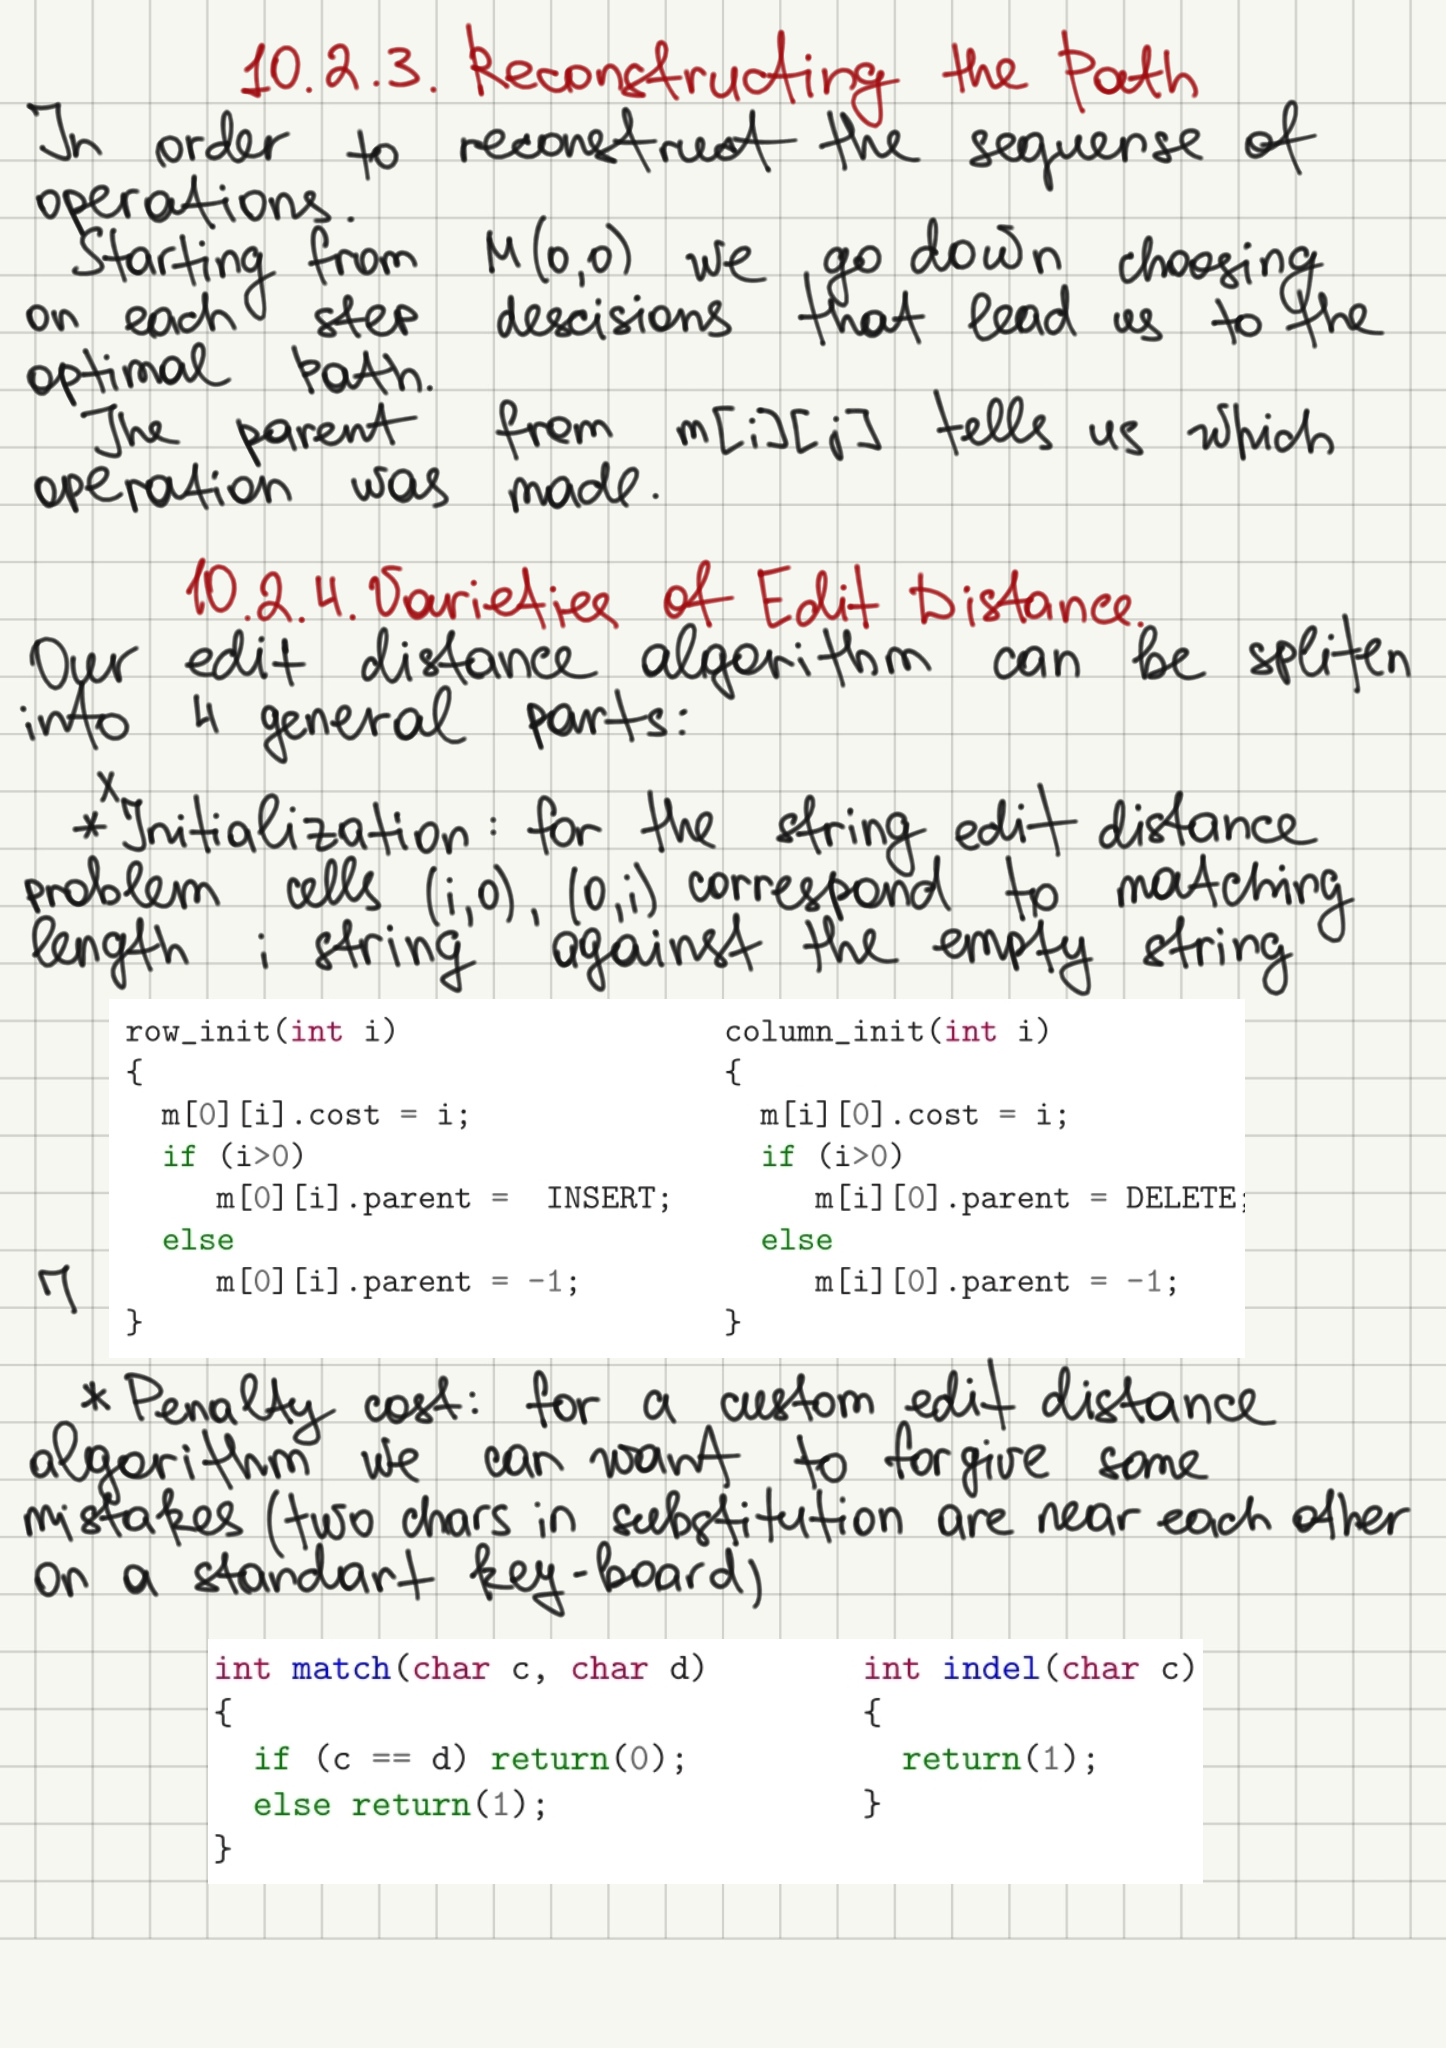 10.2.3. Reconstructing the Path
In order to reconstruct the sequense of
operations.
Starting from M(0,0) we go down choosing
on each step descisions that lead us to the
optimal path.
The parent from m[i][j] tells us which
operation was made.
10.2.4. Varieties of Edit Distance.
Our edit distance algorithm can be spliten
into 4 general parts:
* Initialization: for the string edit distance
problem cells (i,0), (0,i) correspond to matching
length i string against the empty string
row_init(int i)
{
m[0][i].cost = i;
if (i>0)
m[0][i].parent = INSERT;
else
m[0][i].parent = -1;
}
column_init(int i)
{
m[i][0].cost = i;
if (i>0)
m[i][0].parent = DELETE;
else
m[i][0].parent = -1;
}
* Penalty cost: for a custom edit distance
algorithm we can want to forgive some
mistakes (two chars in substitution are near each other
on a standart key-board)
int match(char c, char d)
{
if (c == d) return(0);
else return(1);
}
int indel(char c)
{
return(1);
}